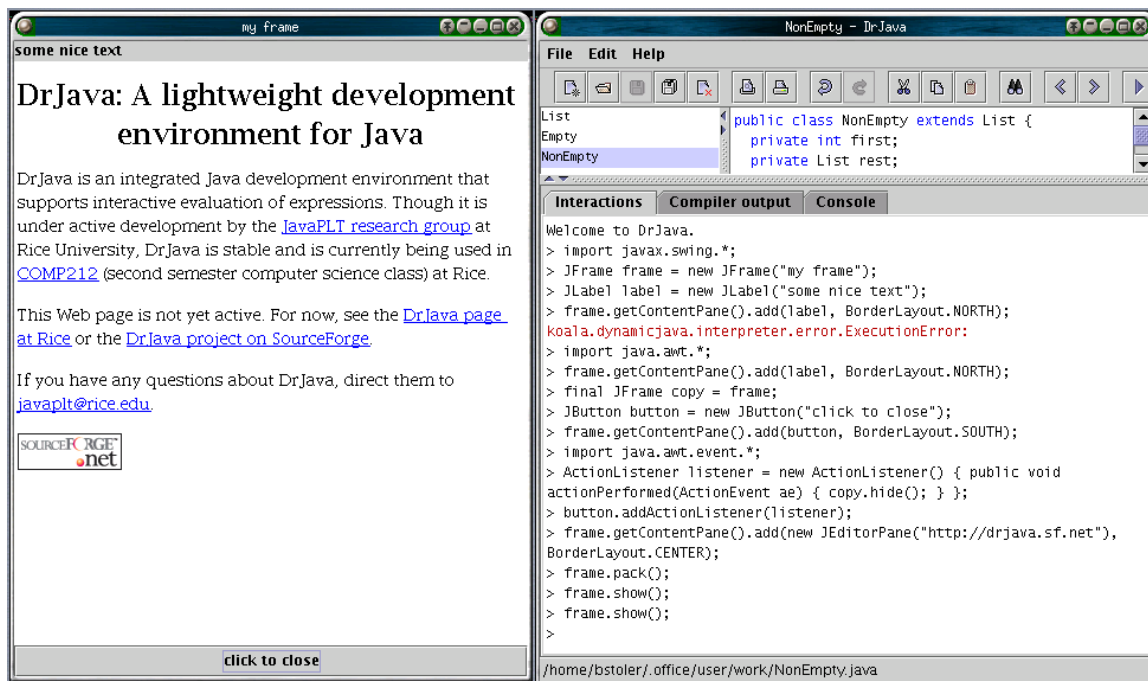 my frame
some nice text
DrJava: A lightweight development
environment for Java
DrJava is an integrated Java development environment that
supports interactive evaluation of expressions. Though it is
under active development by the JavaPLT research group at
Rice University, DrJava is stable and is currently being used in
COMP212 (second semester computer science class) at Rice.
This Web page is not yet active. For now, see the DrJava page
at Rice or the DrJava project on SourceForge.
If you have any questions about DrJava, direct them to
javaplt@rice.edu.
SOURCEFORGE
.net
click to close
NonEmpty - DrJava
File Edit Help
List
Empty
NonEmpty
public class NonEmpty extends List {
private int first;
private List rest;
Interactions Compiler output Console
Welcome to DrJava.
> import javax.swing.*;
> JFrame frame = new JFrame("my frame");
> JLabel label = new JLabel("some nice text");
> frame.getContentPane().add(label, BorderLayout.NORTH);
koala.dynamicjava.interpreter.error.ExecutionError:
> import java.awt.*;
> frame.getContentPane().add(label, BorderLayout.NORTH);
> final JFrame copy = frame;
> JButton button = new JButton("click to close");
> frame.getContentPane().add(button, BorderLayout.SOUTH);
> import java.awt.event.*;
> ActionListener listener = new ActionListener() { public void
actionPerformed(ActionEvent ae) { copy.hide(); } };
> button.addActionListener(listener);
> frame.getContentPane().add(new JEditorPane("http://drjava.sf.net"),
BorderLayout.CENTER);
> frame.pack();
> frame.show();
> frame.show();
>
/home/bstoler/.office/user/work/NonEmpty.java